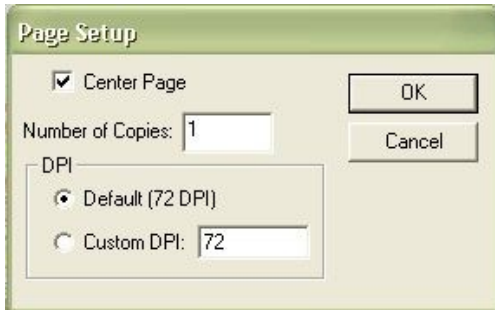 Page Setup
Center Page
OK
Number of Copies: 1
Cancel
DPI
Default (72 DPI)
Custom DPI: 72